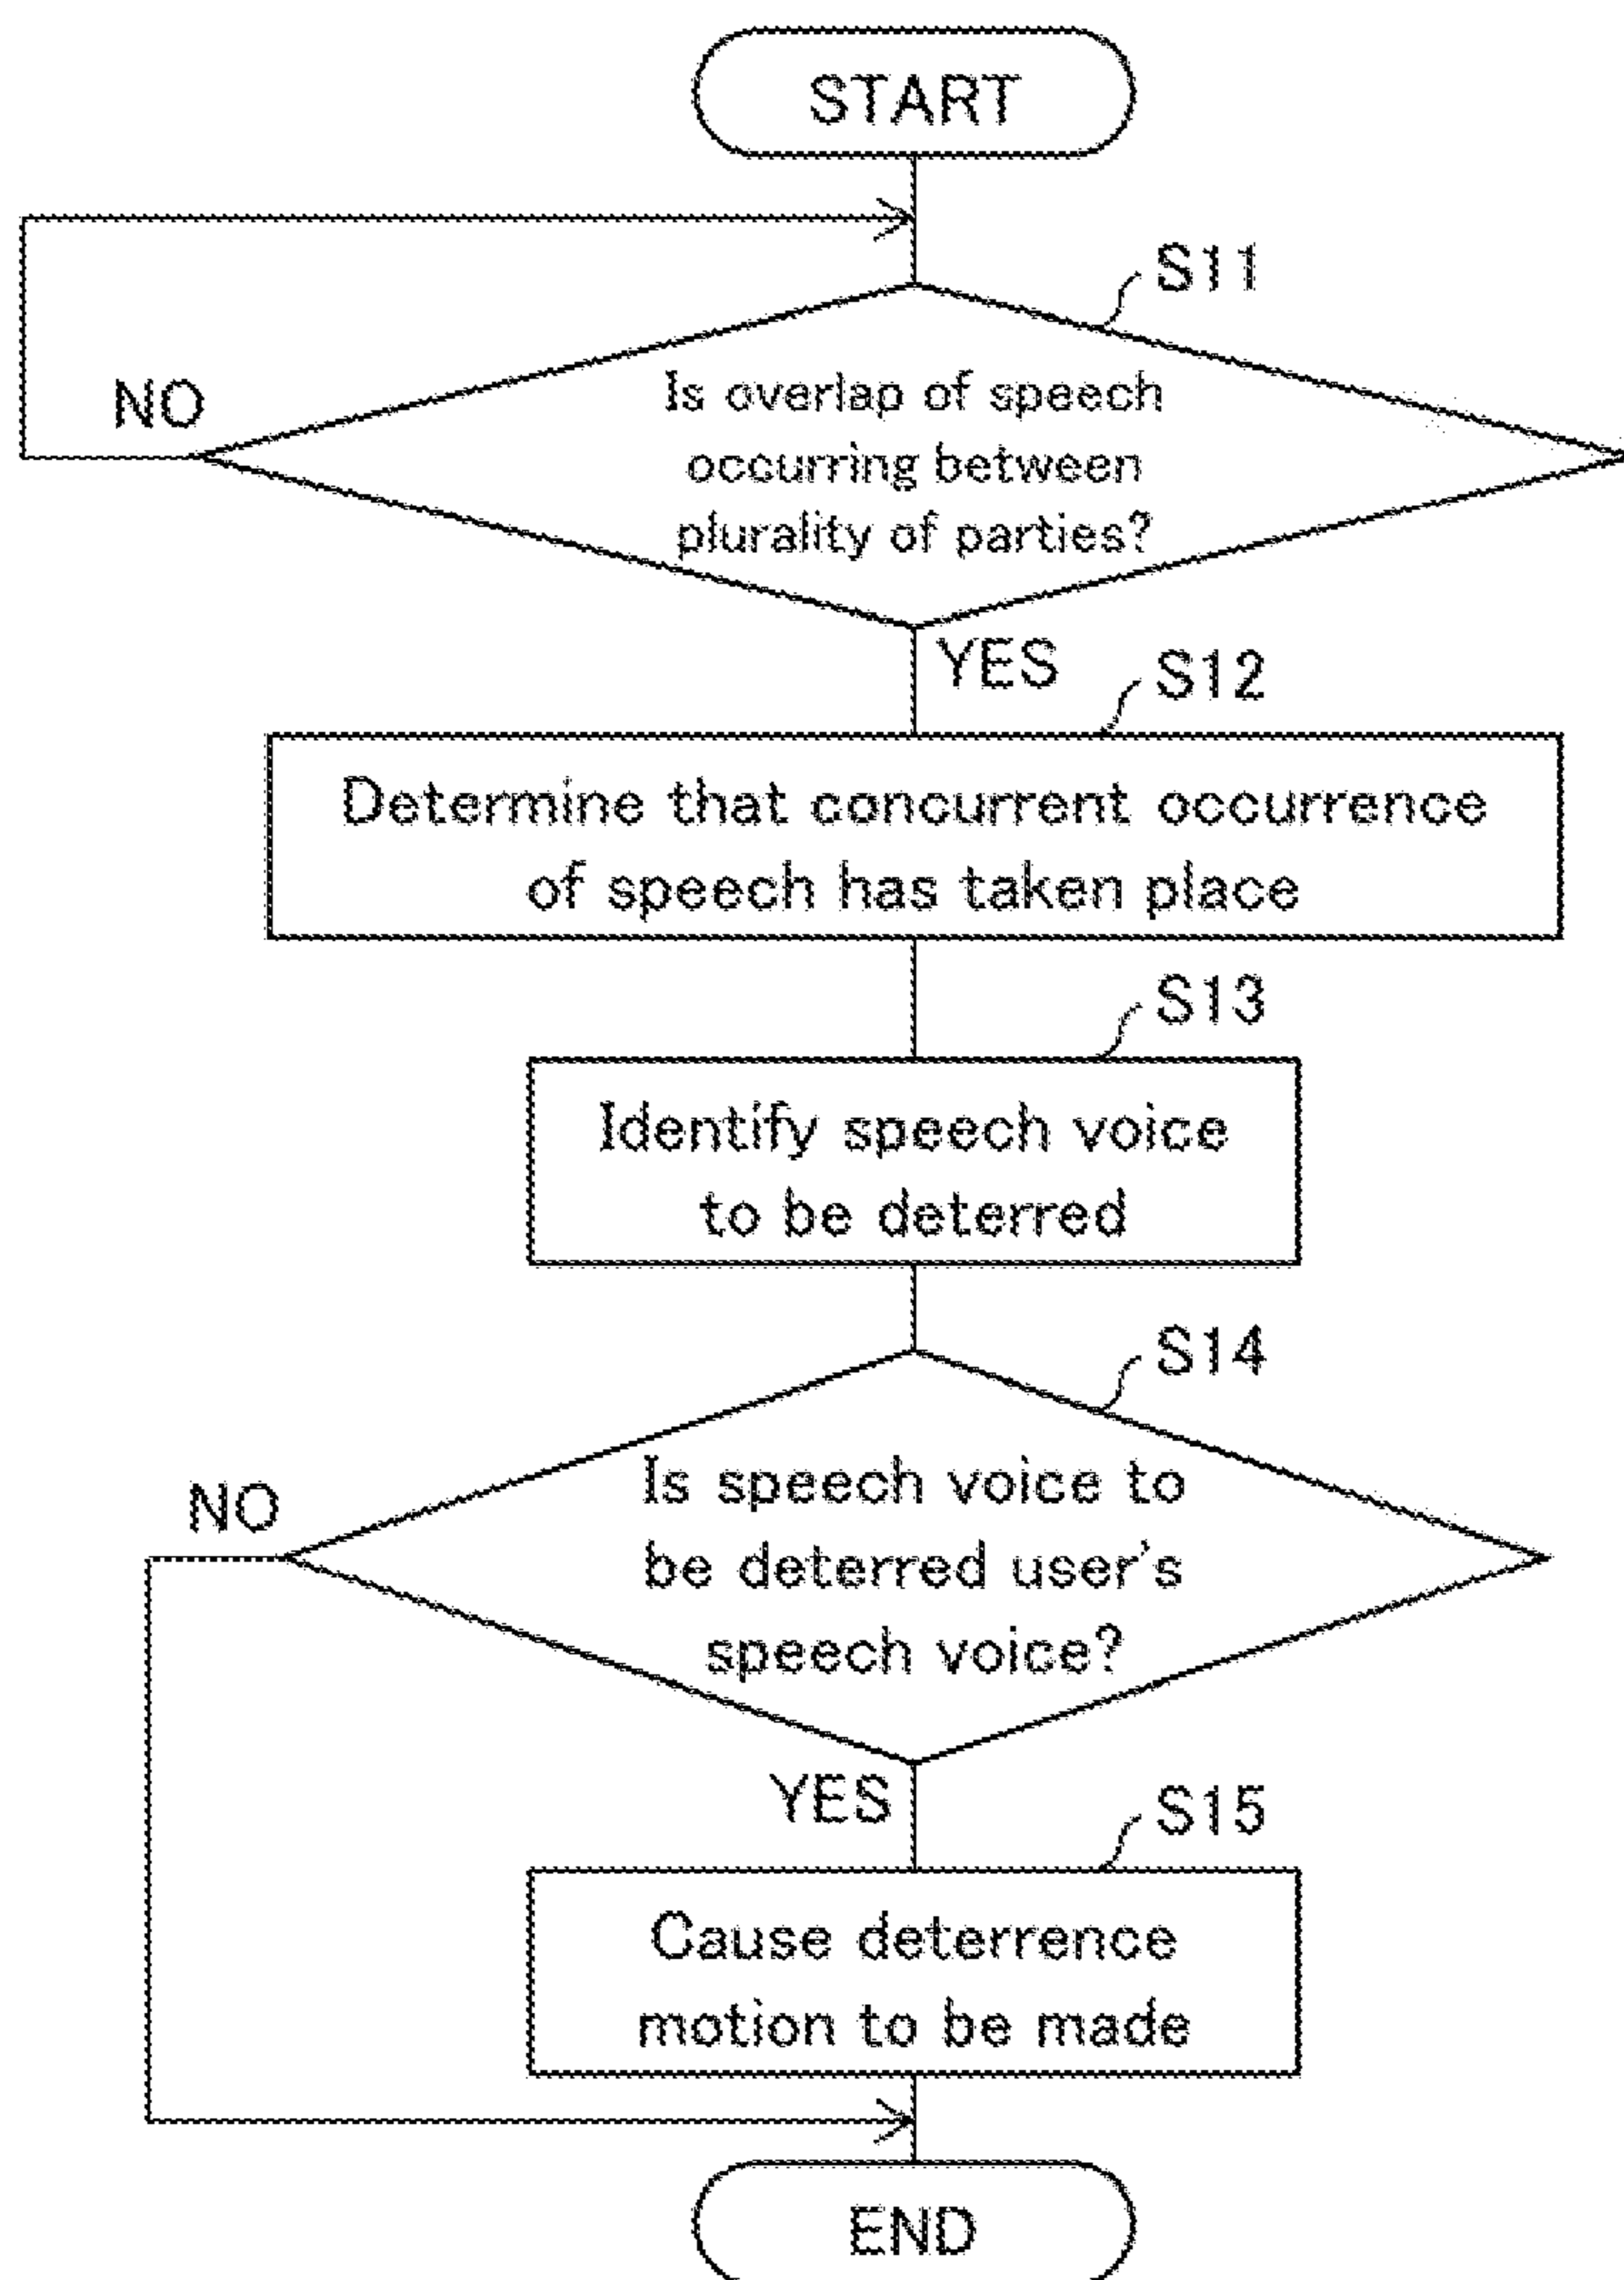 START
S11
NO
Is overlap of speech
occurring between
plurality of parties?
YES
S12
Determine that concurrent occurrence
of speech has taken place
S13
Identify speech voice
to be deterred
S14
NO
Is speech voice to
be deterred user's
speech voice?
YES
S15
Cause deterrence
motion to be made
END